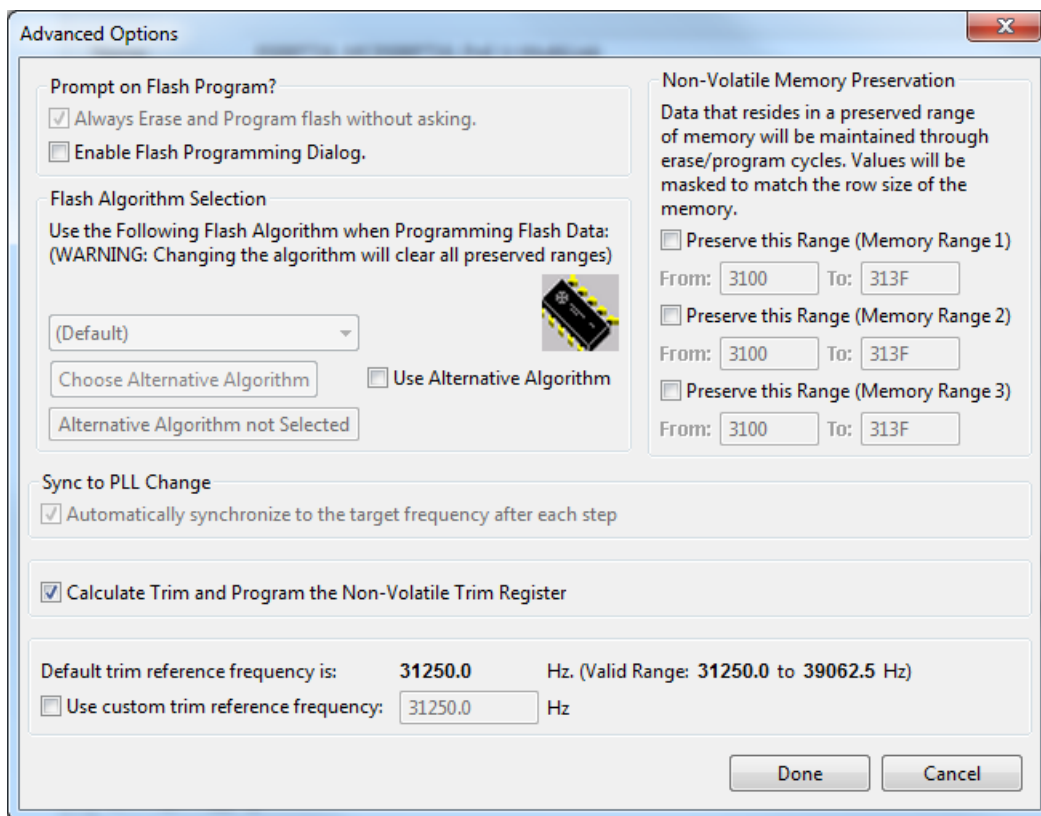 Advanced Options
Prompt on Flash Program?
Always Erase and Program flash without asking.
Enable Flash Programming Dialog.
Flash Algorithm Selection
Use the Following Flash Algorithm when Programming Flash Data:
(WARNING: Changing the algorithm will clear all preserved ranges)
(Default)
Choose Alternative Algorithm
Use Alternative Algorithm
Alternative Algorithm not Selected
Non-Volatile Memory Preservation
Data that resides in a preserved range
of memory will be maintained through
erase/program cycles. Values will be
masked to match the row size of the
memory.
Preserve this Range (Memory Range 1)
From: 3100 To: 313F
Preserve this Range (Memory Range 2)
From: 3100 To: 313F
Preserve this Range (Memory Range 3)
From: 3100 To: 313F
Sync to PLL Change
Automatically synchronize to the target frequency after each step
Calculate Trim and Program the Non-Volatile Trim Register
Default trim reference frequency is: 31250.0 Hz. (Valid Range: 31250.0 to 39062.5 Hz)
Use custom trim reference frequency: 31250.0 Hz
Done Cancel